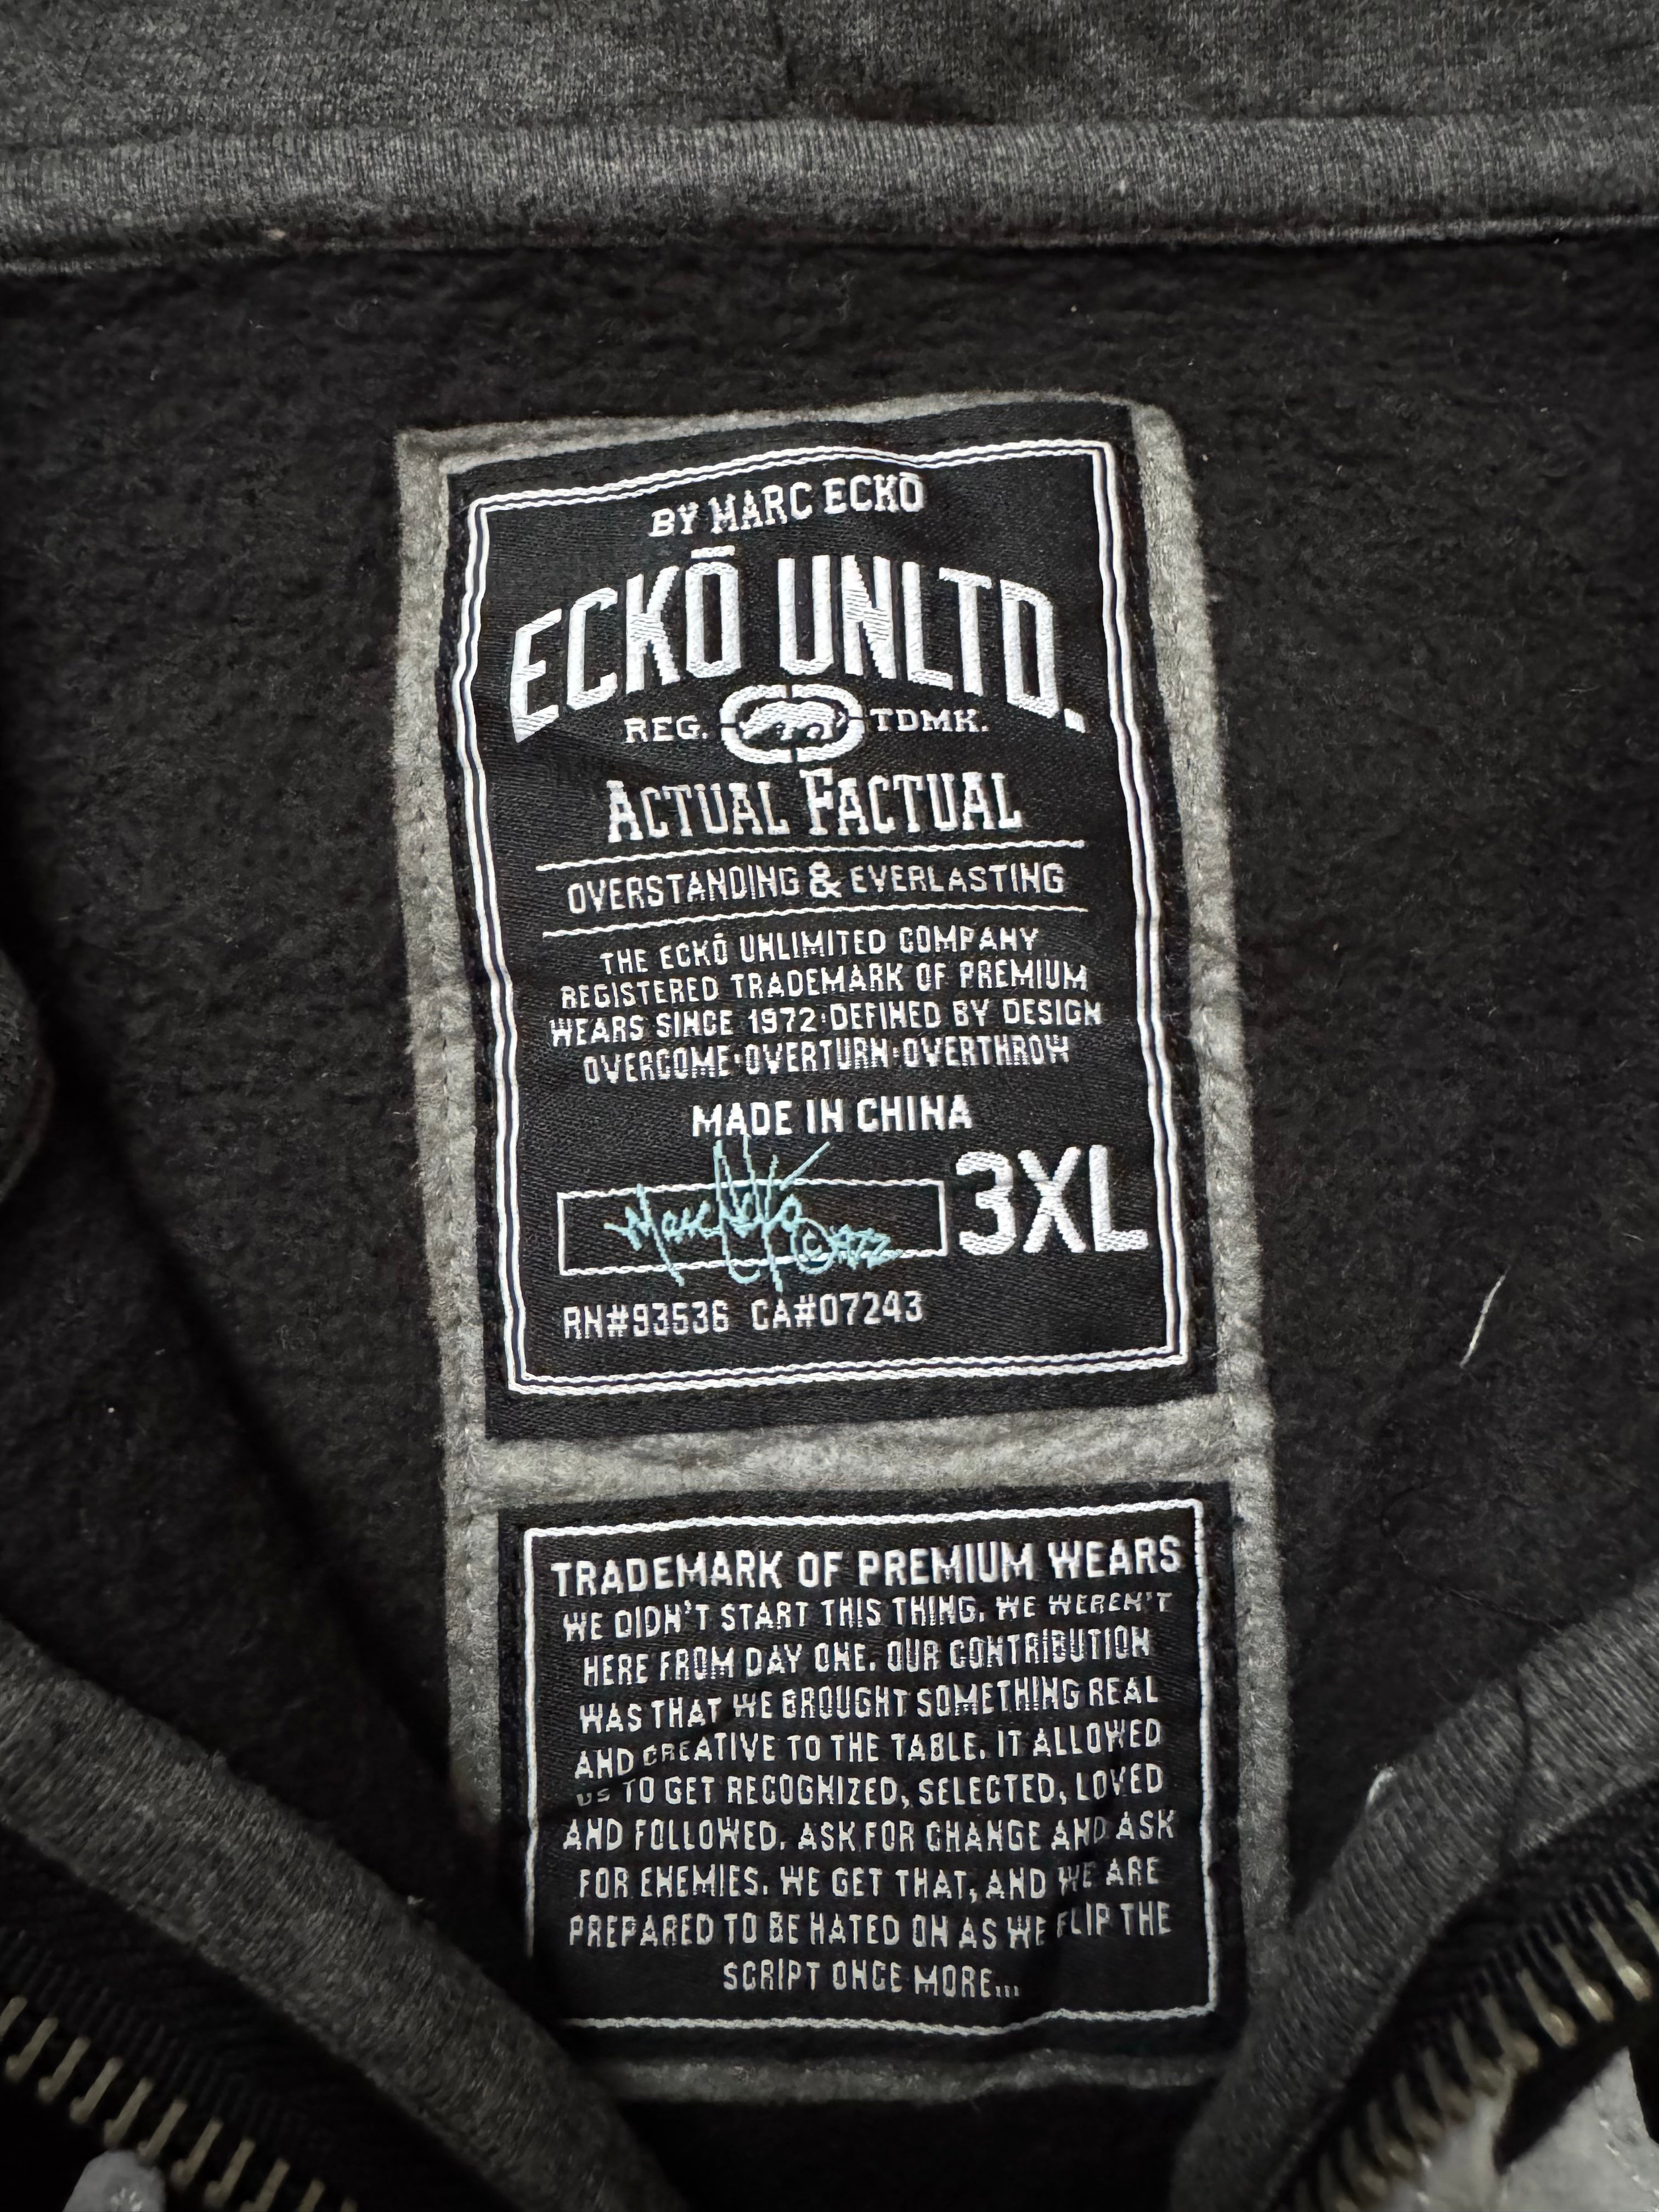 BY MARC ECKŌ
ECKŌ UNLTD.
REG. TDMK.
ACTUAL FACTUAL
OVERSTANDING & EVERLASTING
THE ECKŌ UNLIMITED COMPANY
REGISTERED TRADEMARK OF PREMIUM
WEARS SINCE 1972·DEFINED BY DESIGN
OVERCOME·OVERTURN·OVERTHROW
MADE IN CHINA
Marc Eckō ©1972
3XL
RN#93536 CA#07243
TRADEMARK OF PREMIUM WEARS
WE DIDN'T START THIS THING. WE WEREN'T
HERE FROM DAY ONE. OUR CONTRIBUTION
WAS THAT WE BROUGHT SOMETHING REAL
AND CREATIVE TO THE TABLE. IT ALLOWED
US TO GET RECOGNIZED, SELECTED, LOVED
AND FOLLOWED. ASK FOR CHANGE AND ASK
FOR ENEMIES. WE GET THAT, AND WE ARE
PREPARED TO BE HATED ON AS WE FLIP THE
SCRIPT ONCE MORE...